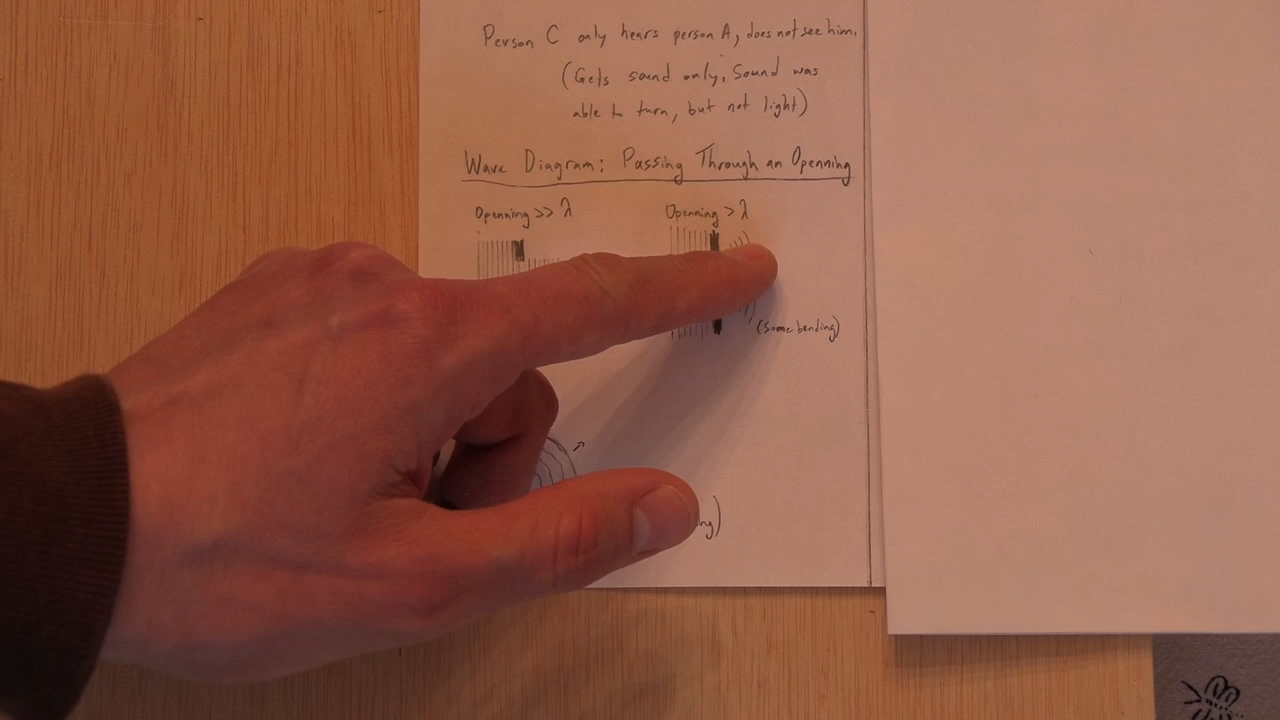 Person C only hears person A, does not see him.
(Gets sound only, Sound was
able to turn, but not light)
Wave Diagram: Passing Through an Openning
Openning >> λ
Openning > λ
(Some bending)
ng)